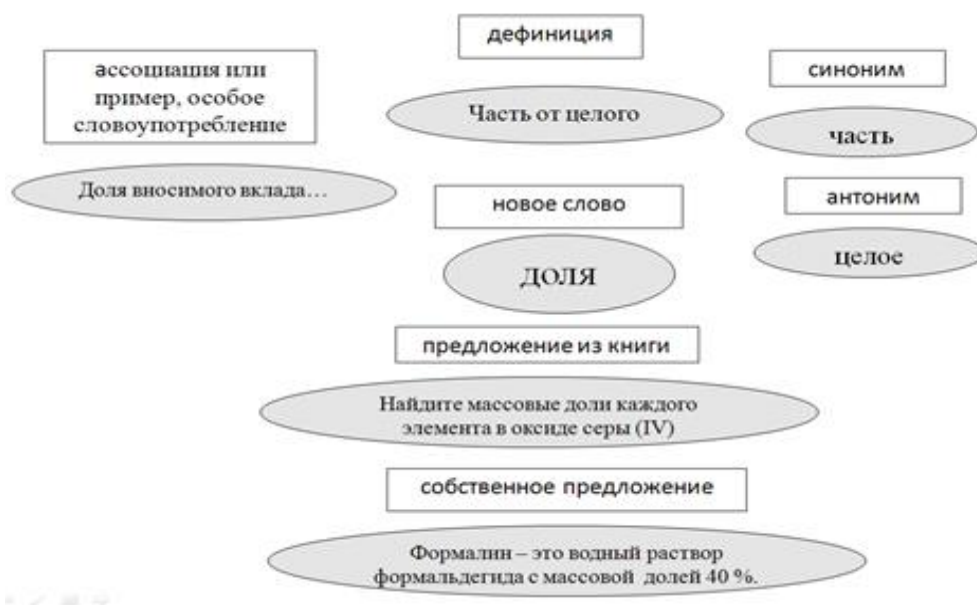 дефиниция
ассоциация или
пример, особое
словоупотребление
Часть от целого
синоним
часть
Доля вносимого вклада…
новое слово
антоним
ДОЛЯ
целое
предложение из книги
Найдите массовые доли каждого
элемента в оксиде серы (IV)
собственное предложение
Формалин – это водный раствор
формальдегида с массовой долей 40 %.